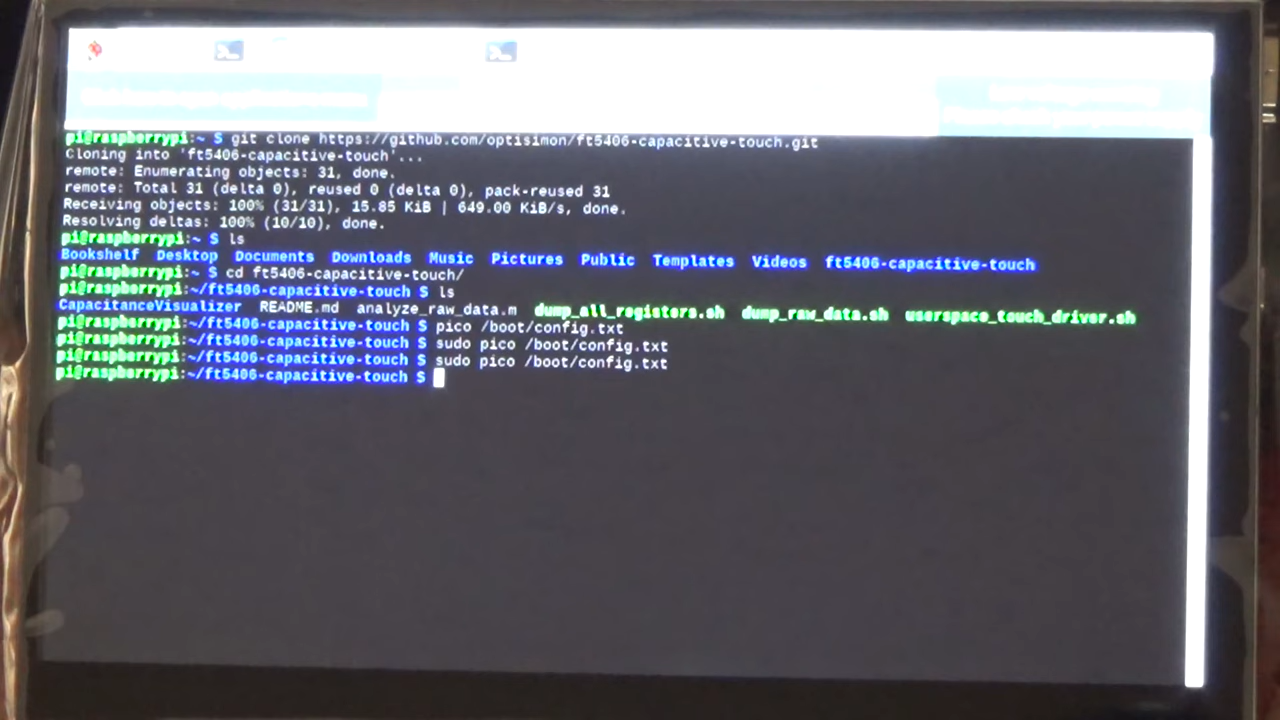 pi@raspberrypi:~ $ git clone https://github.com/optisimon/ft5406-capacitive-touch.git
Cloning into 'ft5406-capacitive-touch'...
remote: Enumerating objects: 31, done.
remote: Total 31 (delta 0), reused 0 (delta 0), pack-reused 31
Receiving objects: 100% (31/31), 15.85 KiB | 649.00 KiB/s, done.
Resolving deltas: 100% (10/10), done.
pi@raspberrypi:~ $ ls
Bookshelf Desktop Documents Downloads Music Pictures Public Templates Videos ft5406-capacitive-touch
pi@raspberrypi:~ $ cd ft5406-capacitive-touch/
pi@raspberrypi:~/ft5406-capacitive-touch $ ls
CapacitanceVisualizer README.md analyze_raw_data.m dump_all_registers.sh dump_raw_data.sh userspace_touch_driver.sh
pi@raspberrypi:~/ft5406-capacitive-touch $ pico /boot/config.txt
pi@raspberrypi:~/ft5406-capacitive-touch $ sudo pico /boot/config.txt
pi@raspberrypi:~/ft5406-capacitive-touch $ sudo pico /boot/config.txt
pi@raspberrypi:~/ft5406-capacitive-touch $